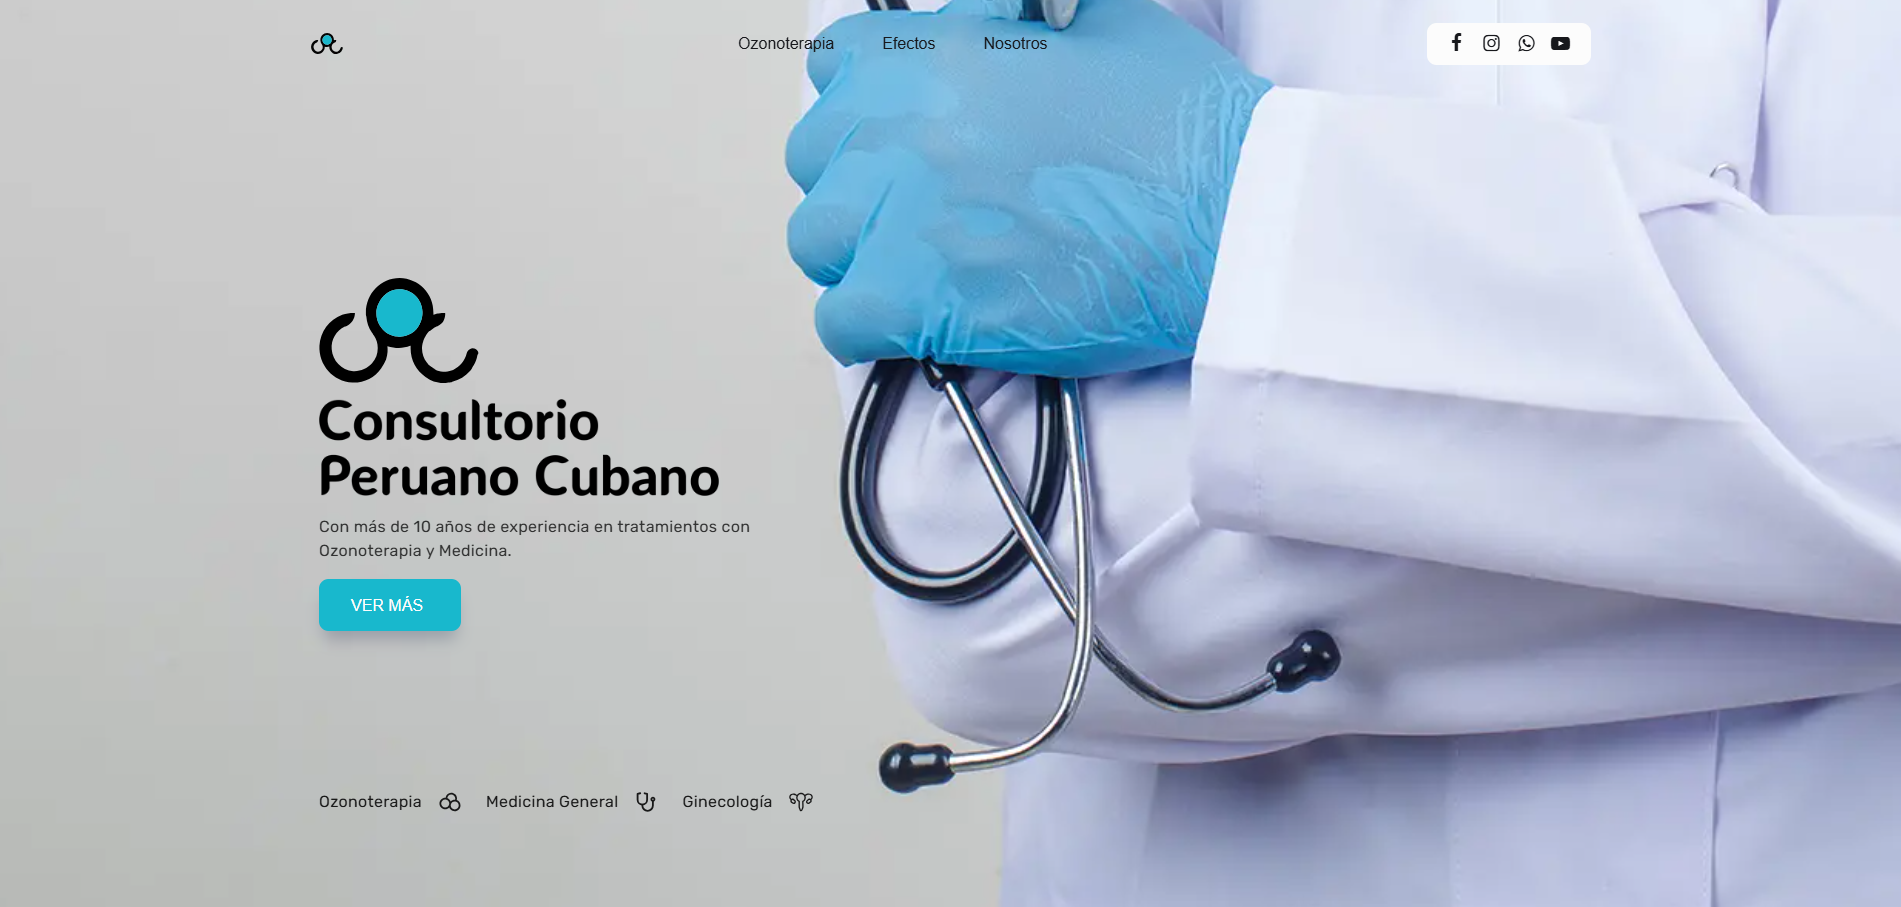 Ozonoterapia Efectos Nosotros
Consultorio
Peruano Cubano
Con más de 10 años de experiencia en tratamientos con
Ozonoterapia y Medicina.
VER MÁS
Ozonoterapia Medicina General Ginecología